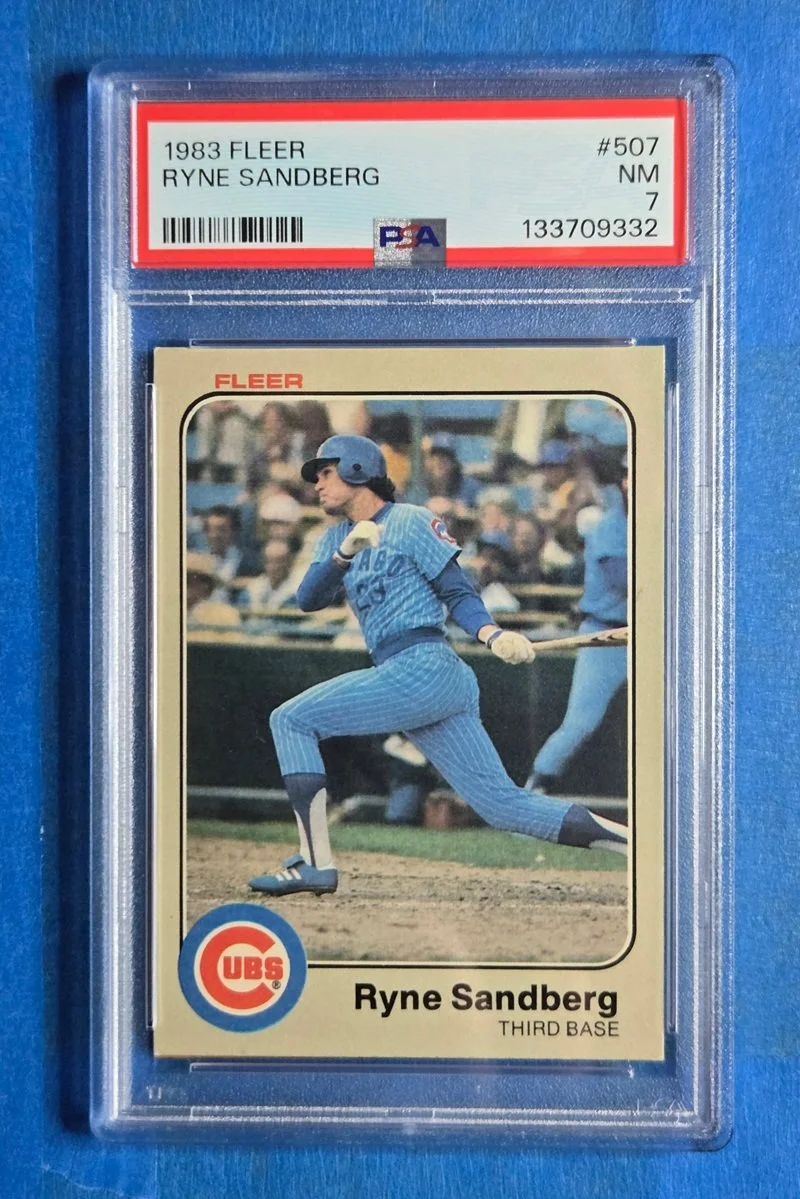 1983 FLEER #507
RYNE SANDBERG NM
7
PSA 133709332
FLEER
CUBS®
Ryne Sandberg
THIRD BASE